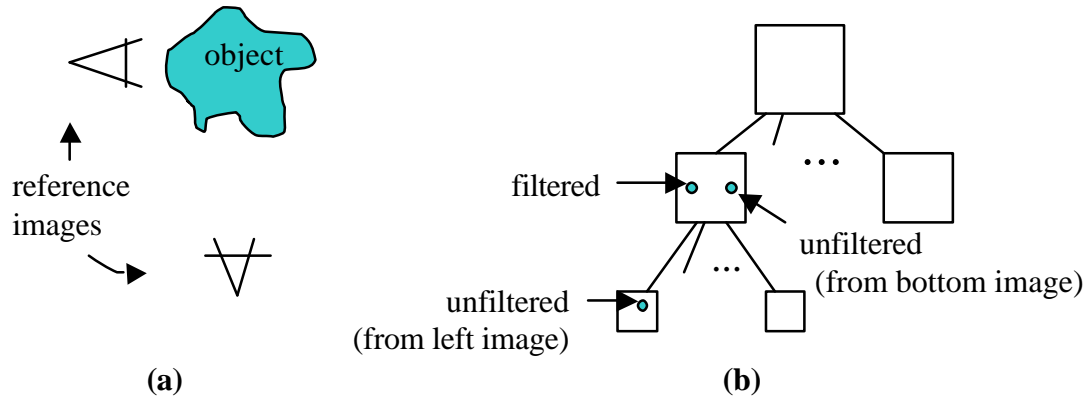 object
reference
images
(a)
filtered
...
unfiltered
(from bottom image)
...
unfiltered
(from left image)
(b)